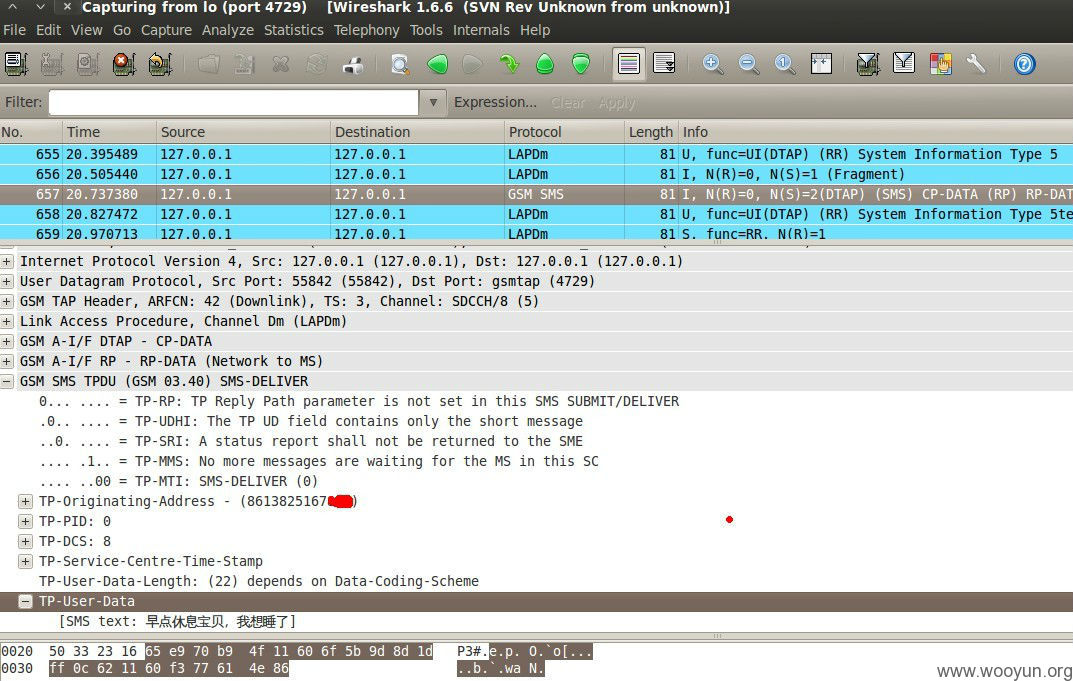 Capturing from lo (port 4729) [Wireshark 1.6.6 (SVN Rev Unknown from unknown)]
File Edit View Go Capture Analyze Statistics Telephony Tools Internals Help
Filter: Expression... Clear Apply
No. Time Source Destination Protocol Length Info
655 20.395489 127.0.0.1 127.0.0.1 LAPDm 81 U, func=UI(DTAP) (RR) System Information Type 5
656 20.505440 127.0.0.1 127.0.0.1 LAPDm 81 I, N(R)=0, N(S)=1 (Fragment)
657 20.737380 127.0.0.1 127.0.0.1 GSM SMS 81 I, N(R)=0, N(S)=2(DTAP) (SMS) CP-DATA (RP) RP-DAT
658 20.827472 127.0.0.1 127.0.0.1 LAPDm 81 U, func=UI(DTAP) (RR) System Information Type 5te
659 20.970713 127.0.0.1 127.0.0.1 LAPDm 81 S, func=RR, N(R)=1
Internet Protocol Version 4, Src: 127.0.0.1 (127.0.0.1), Dst: 127.0.0.1 (127.0.0.1)
User Datagram Protocol, Src Port: 55842 (55842), Dst Port: gsmtap (4729)
GSM TAP Header, ARFCN: 42 (Downlink), TS: 3, Channel: SDCCH/8 (5)
Link Access Procedure, Channel Dm (LAPDm)
GSM A-I/F DTAP - CP-DATA
GSM A-I/F RP - RP-DATA (Network to MS)
GSM SMS TPDU (GSM 03.40) SMS-DELIVER
0... .... = TP-RP: TP Reply Path parameter is not set in this SMS SUBMIT/DELIVER
.0.. .... = TP-UDHI: The TP UD field contains only the short message
..0. .... = TP-SRI: A status report shall not be returned to the SME
.... .1.. = TP-MMS: No more messages are waiting for the MS in this SC
.... ..00 = TP-MTI: SMS-DELIVER (0)
TP-Originating-Address - (8613825167)
TP-PID: 0
TP-DCS: 8
TP-Service-Centre-Time-Stamp
TP-User-Data-Length: (22) depends on Data-Coding-Scheme
TP-User-Data
[SMS text: 早点休息宝贝，我想睡了]
0020 50 33 23 16 65 e9 70 b9 4f 11 60 6f 5b 9d 8d 1d P3#.e.p. O.`o[...
0030 ff 0c 62 11 60 f3 77 61 4e 86 ..b.`.wa N.
www.wooyun.org